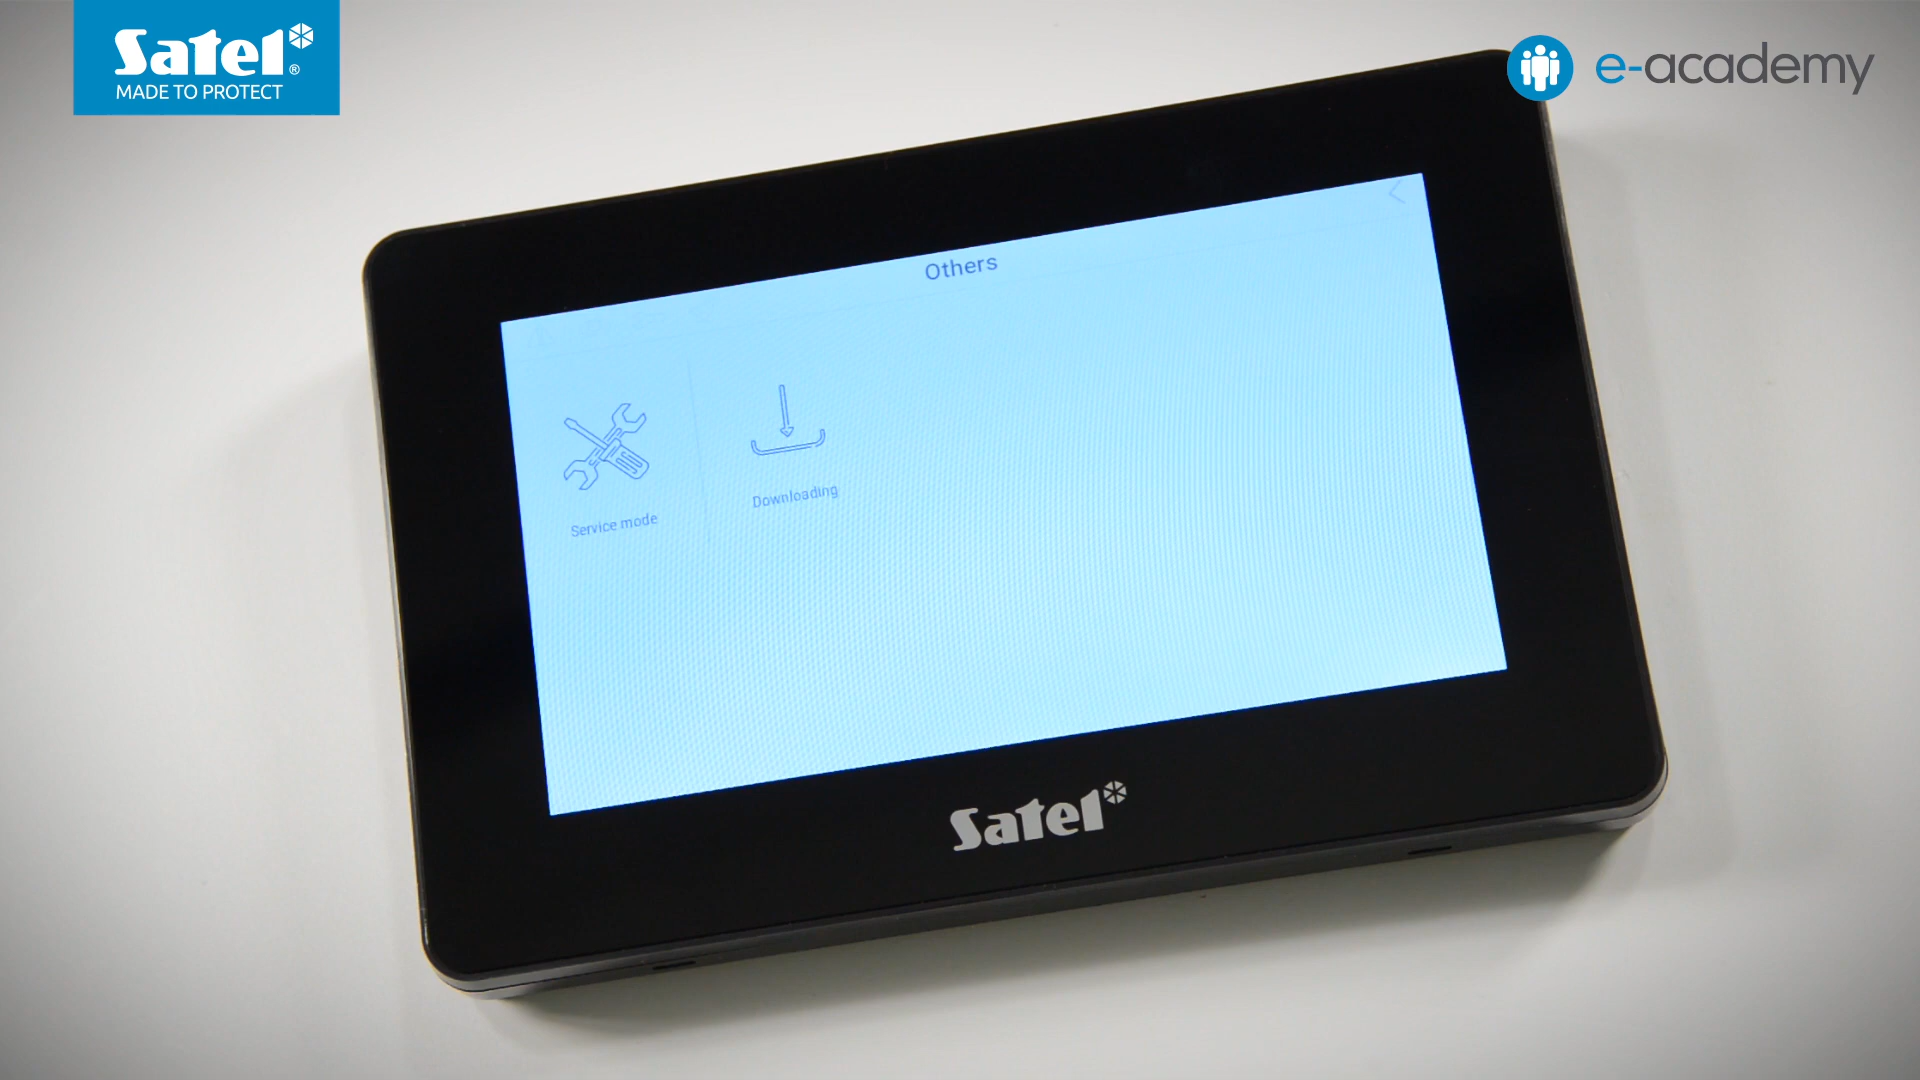 Satel®
MADE TO PROTECT
e-academy
Others
Service mode
Downloading
Satel